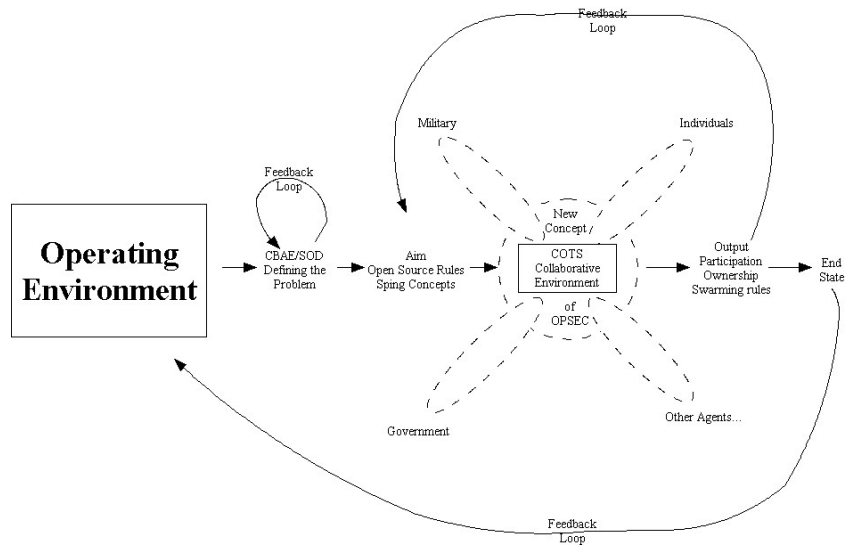 Feedback
Loop
Military
Individuals
Feedback
Loop
Operating
Environment
CBAE/SOD
Defining the
Problem
Aim
Open Source Rules
Sping Concepts
New
Concept
COTS
Collaborative
Environment
of
OPSEC
Output
Participation
Ownership
Swarming rules
End
State
Government
Other Agents...
Feedback
Loop